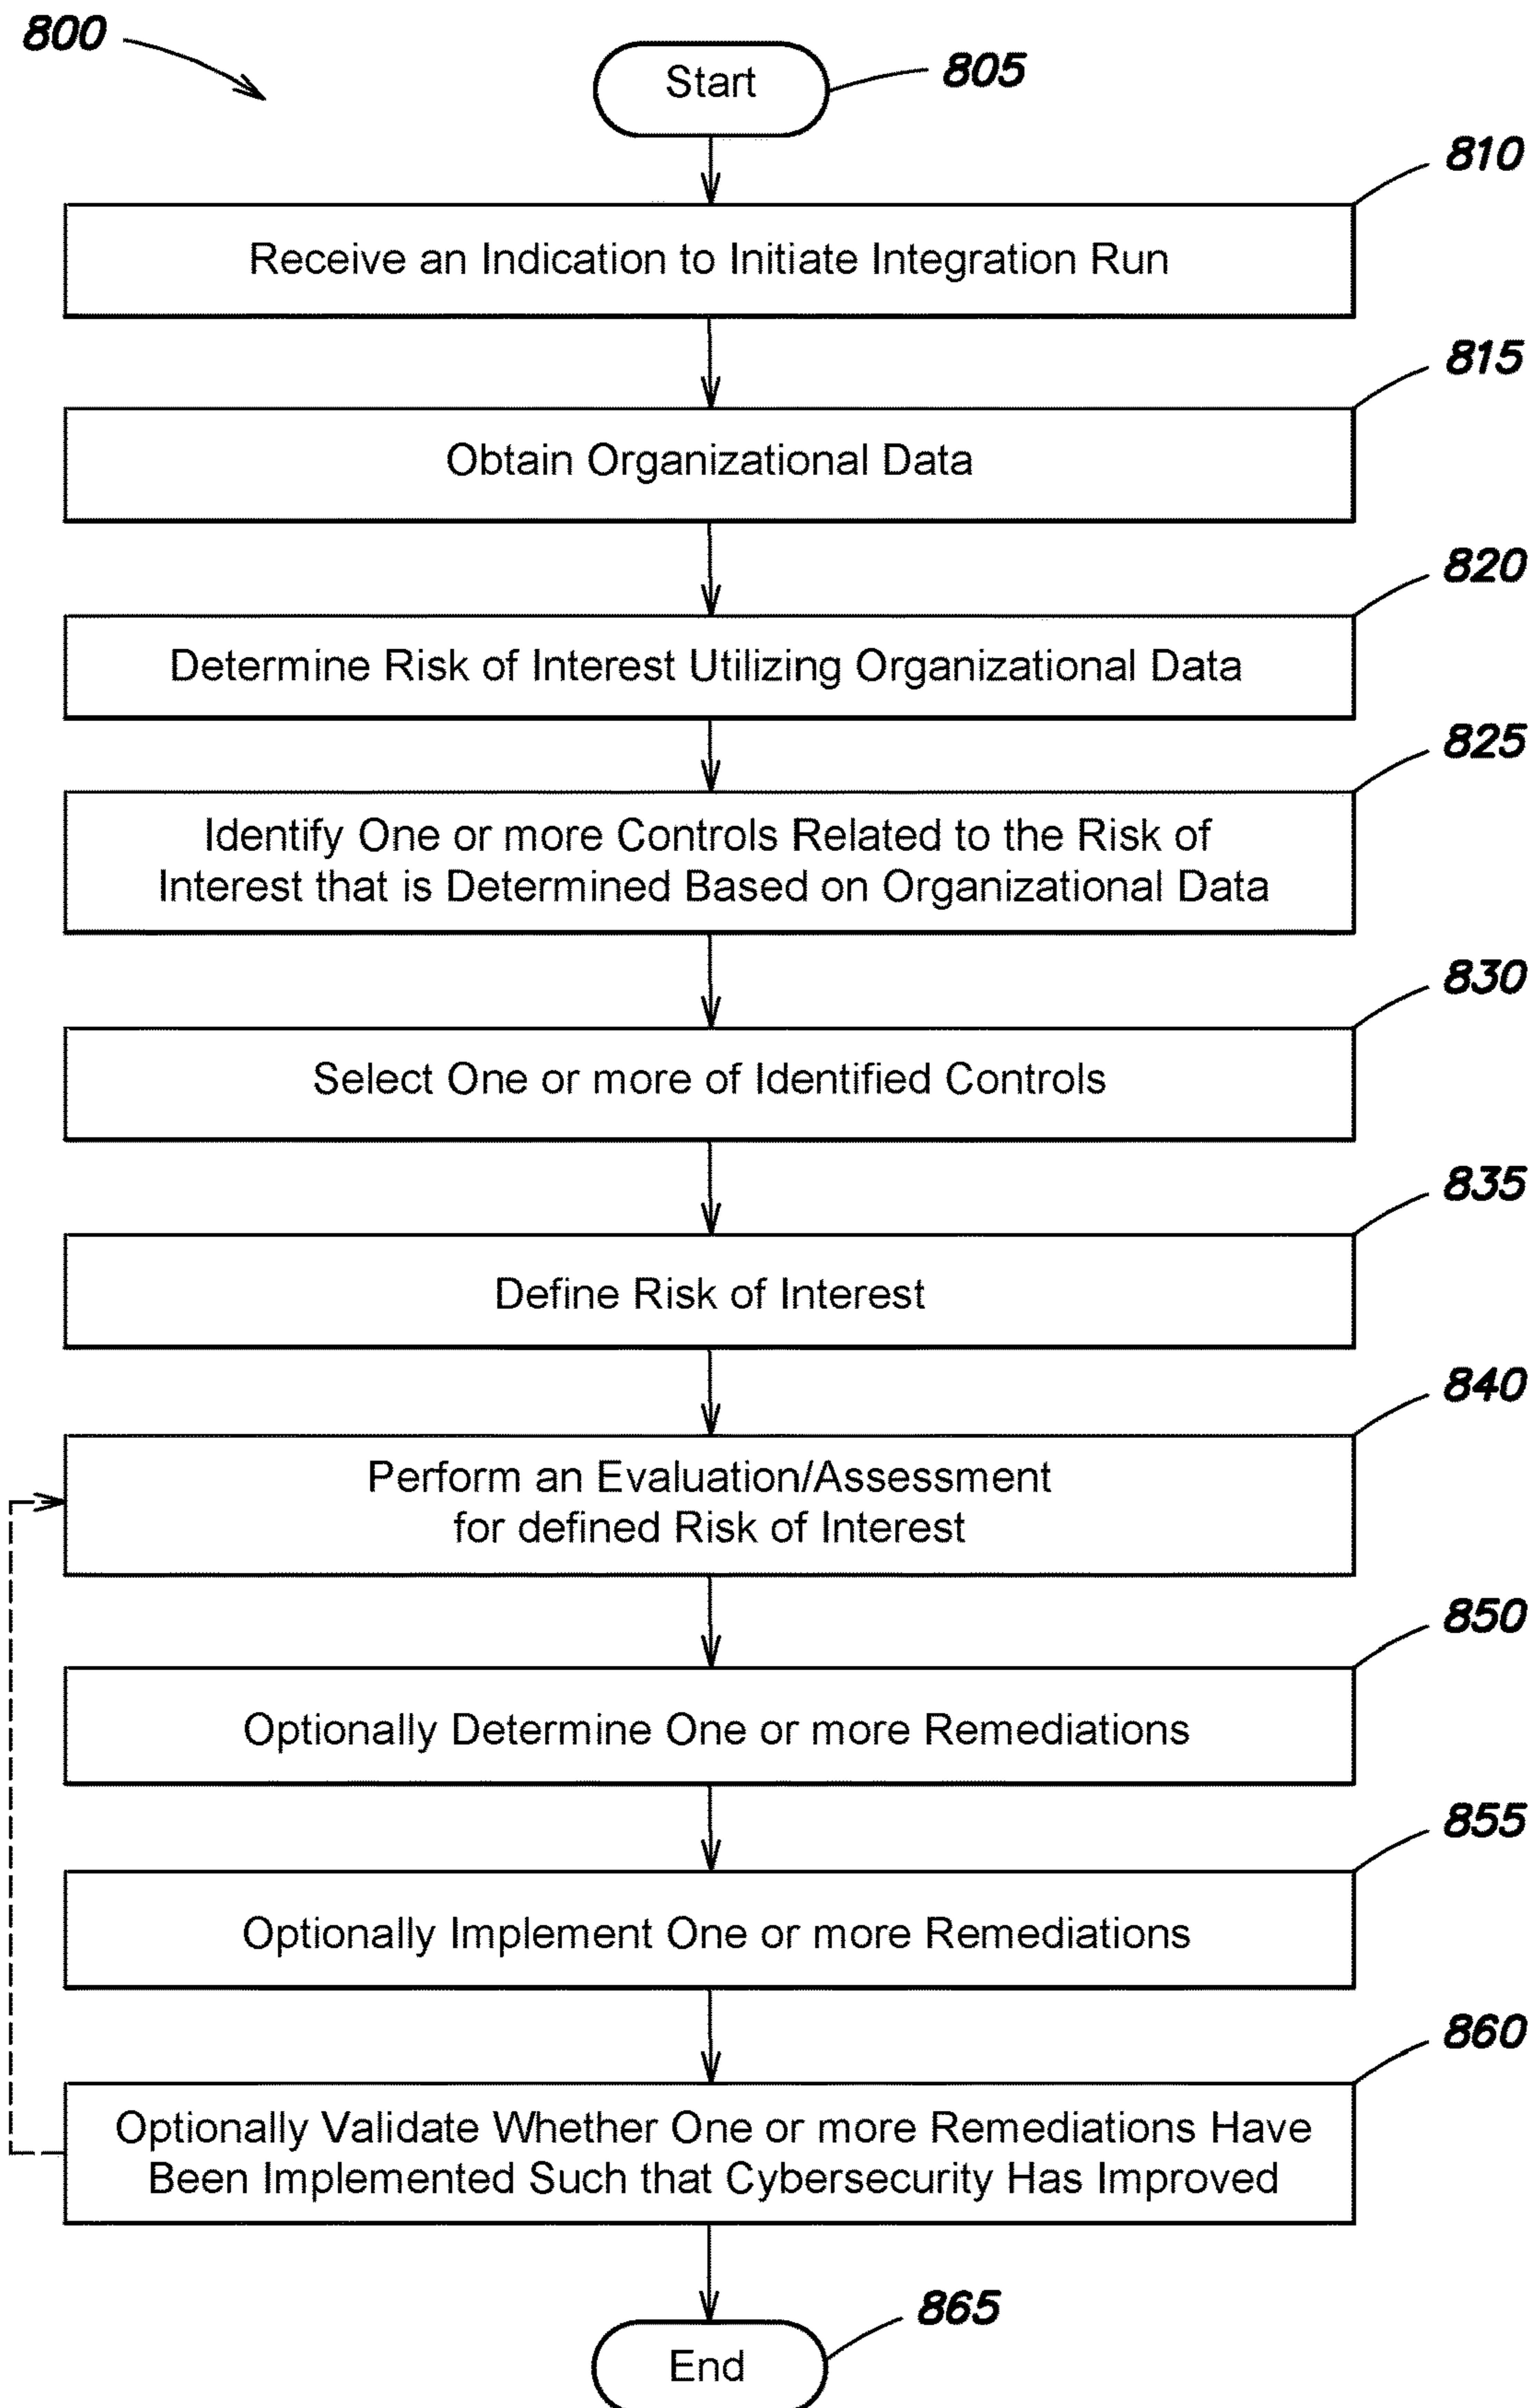 800
Start
805
810
Receive an Indication to Initiate Integration Run
815
Obtain Organizational Data
820
Determine Risk of Interest Utilizing Organizational Data
825
Identify One or more Controls Related to the Risk of
Interest that is Determined Based on Organizational Data
830
Select One or more of Identified Controls
835
Define Risk of Interest
840
Perform an Evaluation/Assessment
for defined Risk of Interest
850
Optionally Determine One or more Remediations
855
Optionally Implement One or more Remediations
860
Optionally Validate Whether One or more Remediations Have
Been Implemented Such that Cybersecurity Has Improved
865
End